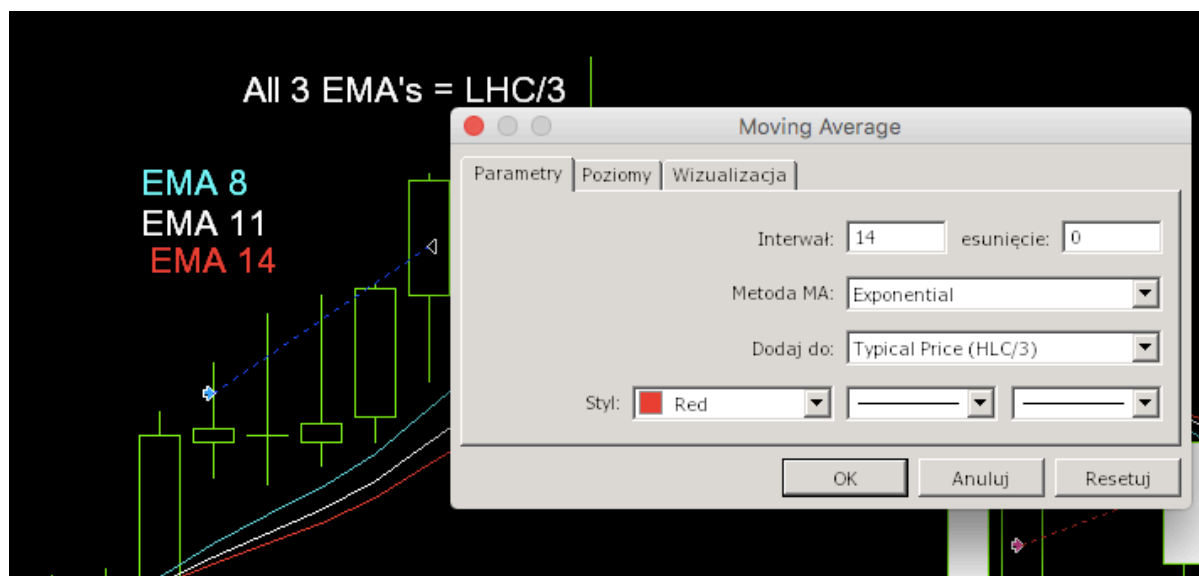 All 3 EMA's = LHC/3
EMA 8
EMA 11
EMA 14
Moving Average
Parametry Poziomy Wizualizacja
Interwał: 14 esunięcie: 0
Metoda MA: Exponential
Dodaj do: Typical Price (HLC/3)
Styl: Red
OK Anuluj Resetuj